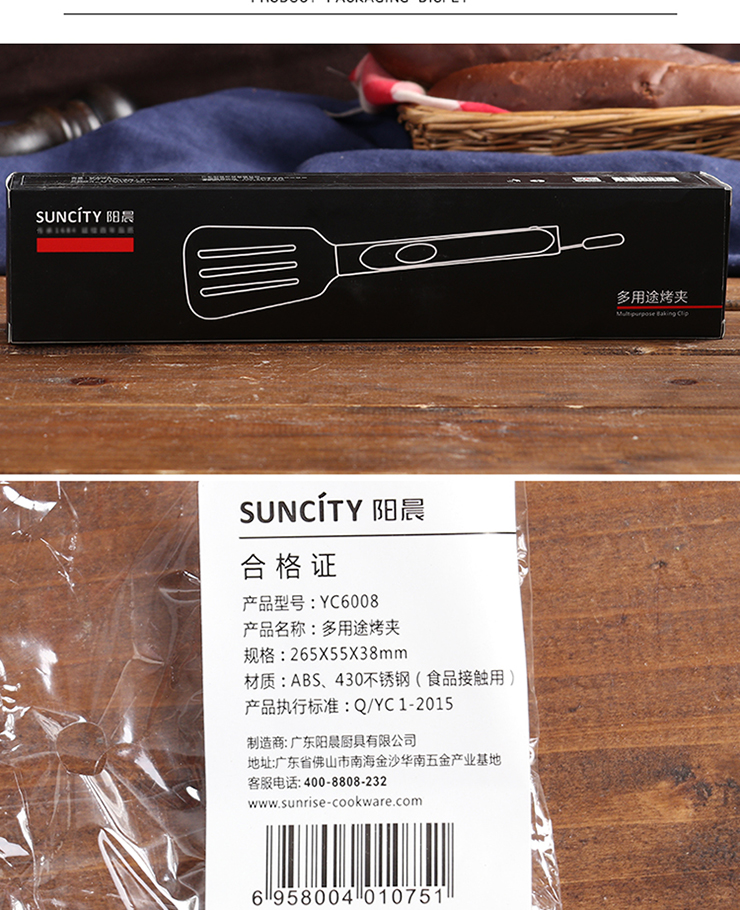 PRODUCT PACKAGING DISPLY
SUNCITY 阳晨
多用途烤夹
Multipurpose Baking Clip
SUNCITY 阳晨
合格证
产品型号：YC6008
产品名称：多用途烤夹
规格：265X55X38mm
材质：ABS、430不锈钢（食品接触用）
产品执行标准：Q/YC 1-2015
制造商：广东阳晨厨具有限公司
地址:广东省佛山市南海金沙华南五金产业基地
客服电话: 400-8808-232
www.sunrise-cookware.com
6 958004 010751